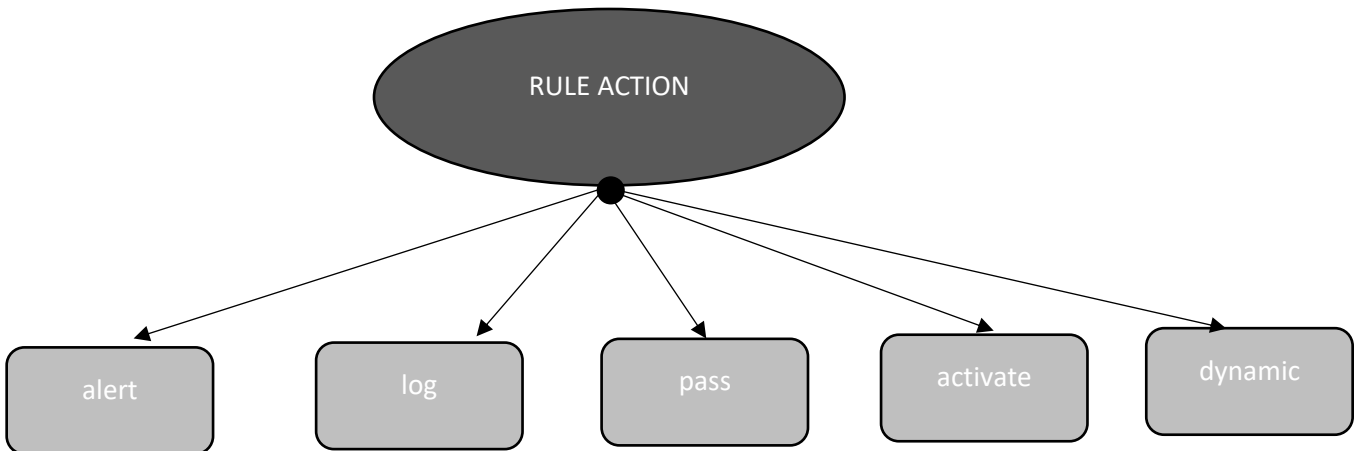 RULE ACTION
alert
log
pass
activate
dynamic